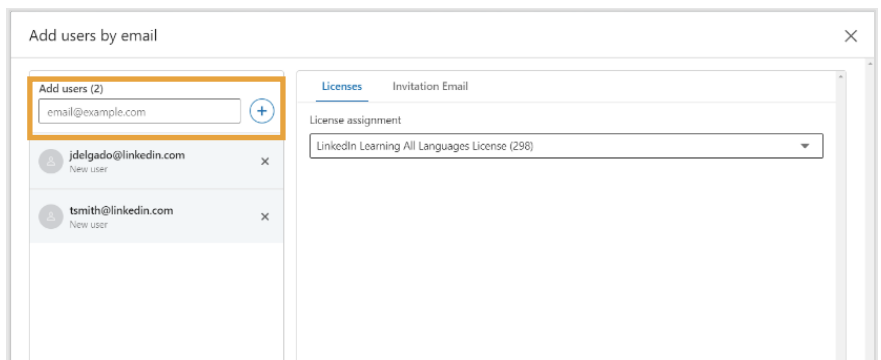 Add users by email
Add users (2)
email@example.com
jdelgado@linkedin.com
New user
tsmith@linkedin.com
New user
Licenses
Invitation Email
License assignment
LinkedIn Learning All Languages License (298)